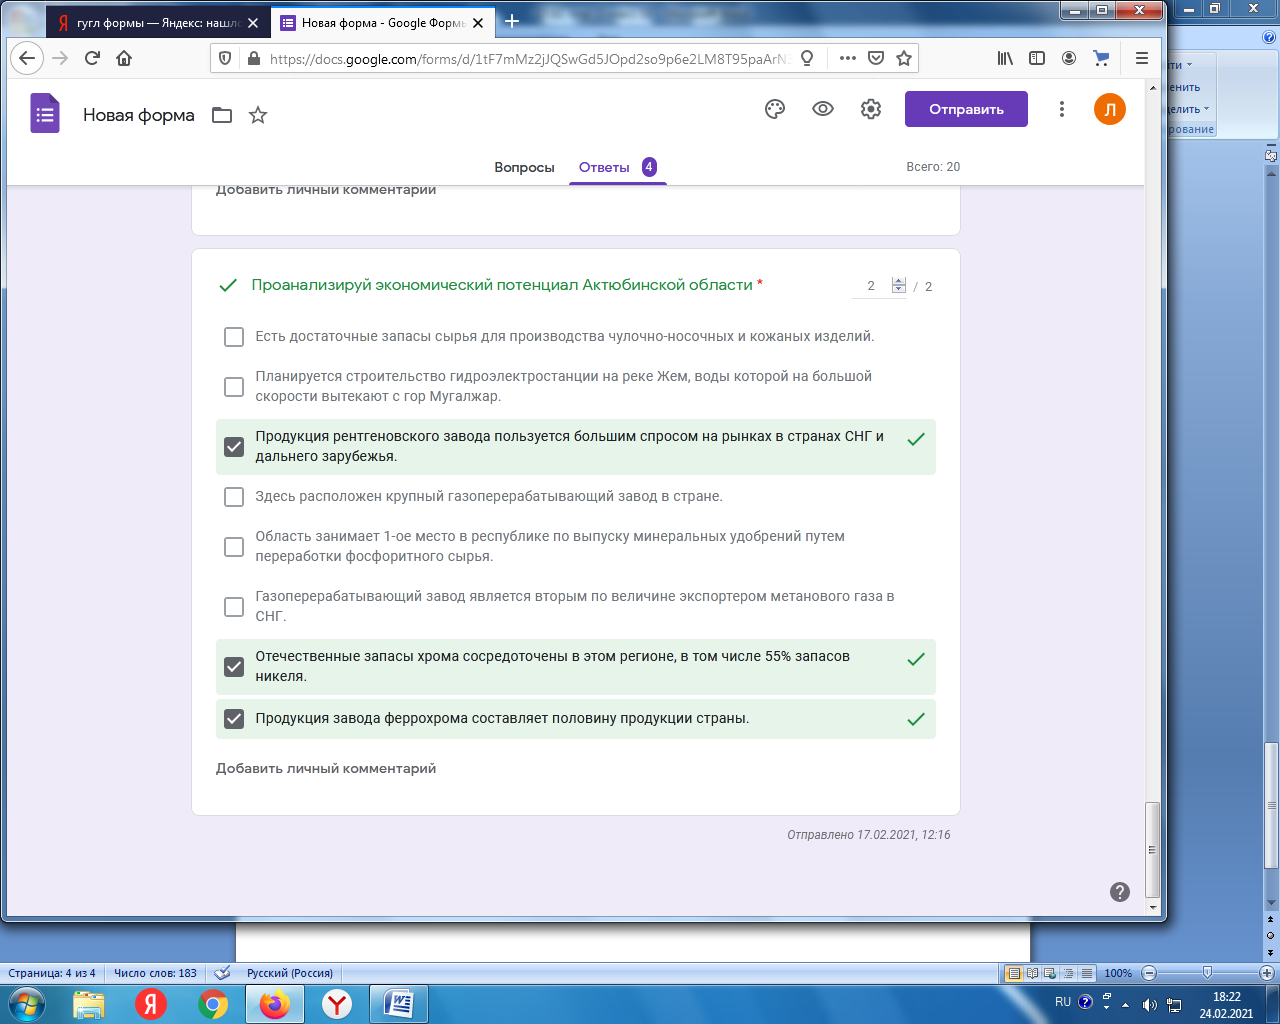 гугл формы — Яндекс: нашло
Новая форма - Google Формы
https://docs.google.com/forms/d/1tF7mMz2jJQSwGd5JOpd2so9p6e2LM8T95paArN
Новая форма
Отправить
Л
Вопросы
Ответы 4
Всего: 20
Добавить личный комментарий
Проанализируй экономический потенциал Актюбинской области *
2 / 2
Есть достаточные запасы сырья для производства чулочно-носочных и кожаных изделий.
Планируется строительство гидроэлектростанции на реке Жем, воды которой на большой
скорости вытекают с гор Мугалжар.
Продукция рентгеновского завода пользуется большим спросом на рынках в странах СНГ и
дальнего зарубежья.
Здесь расположен крупный газоперерабатывающий завод в стране.
Область занимает 1-ое место в республике по выпуску минеральных удобрений путем
переработки фосфоритного сырья.
Газоперерабатывающий завод является вторым по величине экспортером метанового газа в
СНГ.
Отечественные запасы хрома сосредоточены в этом регионе, в том числе 55% запасов
никеля.
Продукция завода феррохрома составляет половину продукции страны.
Добавить личный комментарий
Отправлено 17.02.2021, 12:16
Страница: 4 из 4
Число слов: 183
Русский (Россия)
100%
RU
18:22
24.02.2021